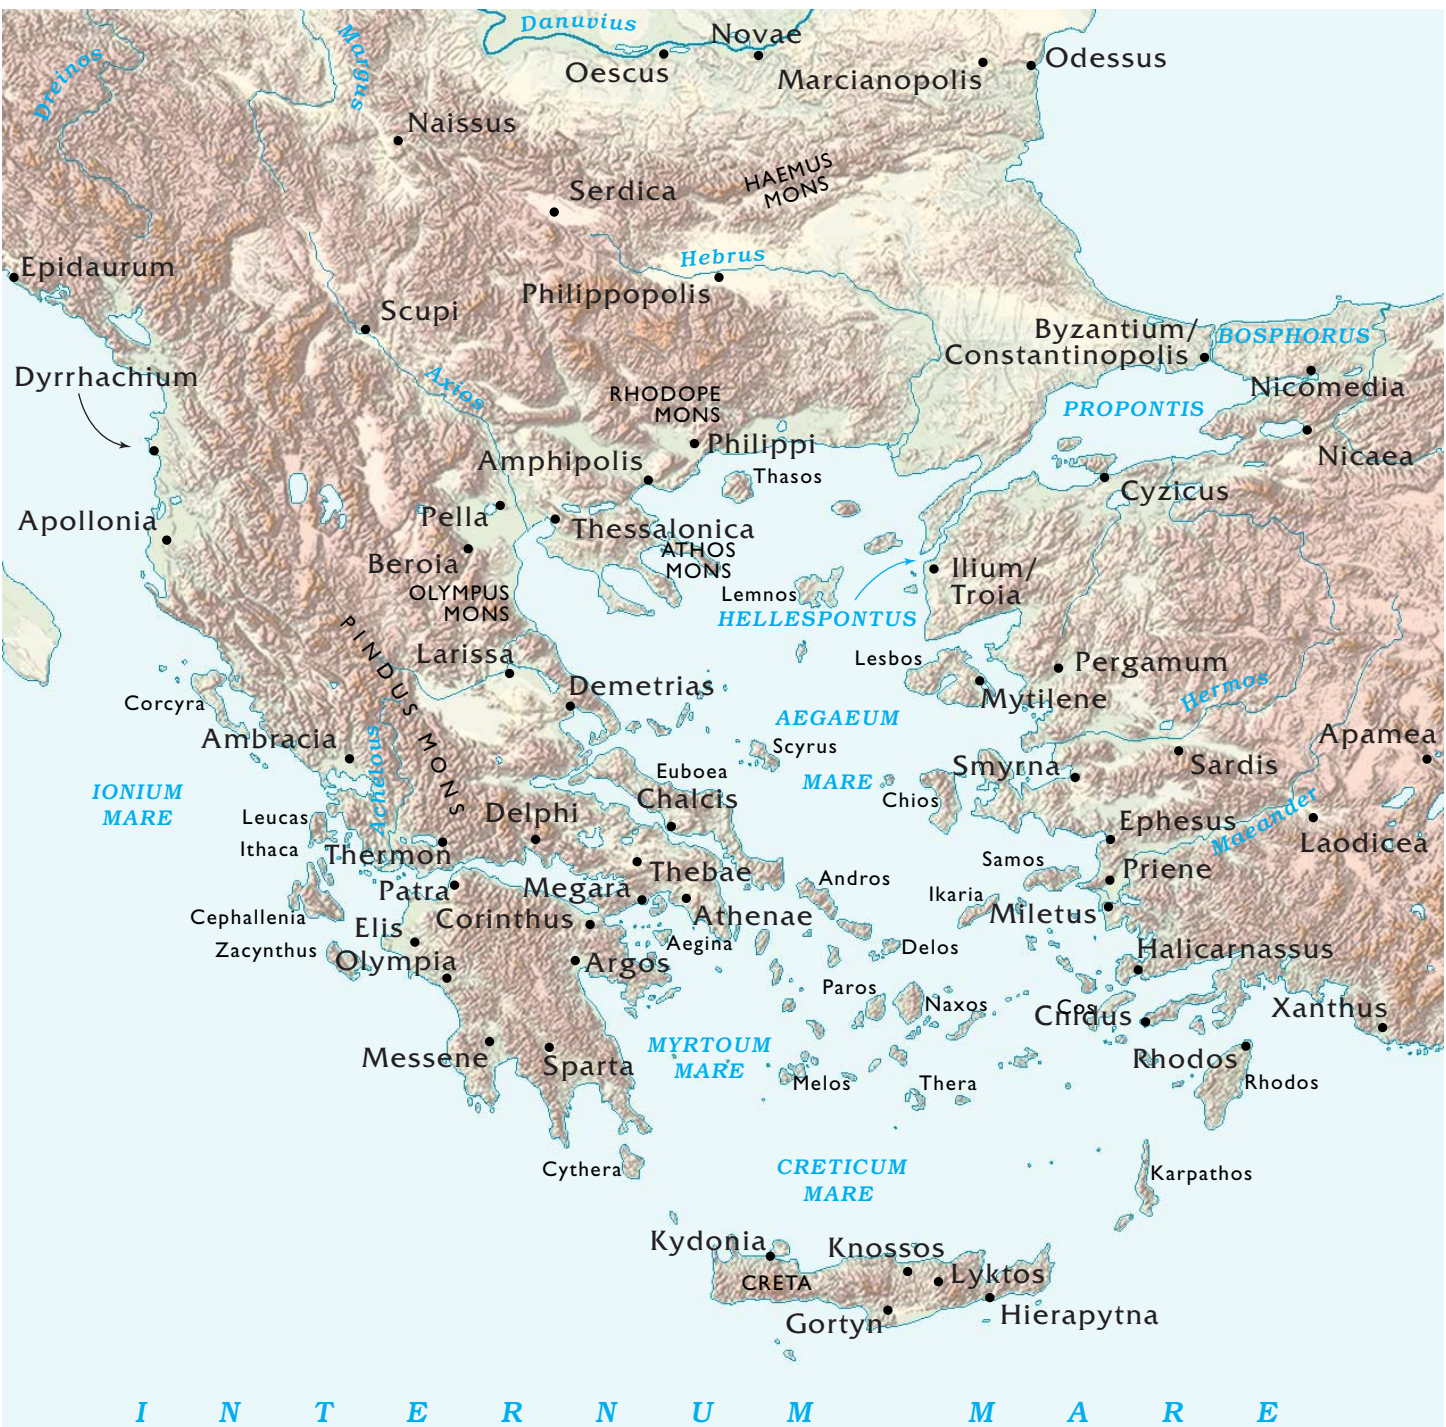 Danuvius
Novae
Oescus
Marcianopolis
Odessus
Dreinos
Margus
Naissus
HAEMUS
MONS
Serdica
Hebrus
Epidaurum
Philippopolis
Scupi
Byzantium/
Constantinopolis
BOSPHORUS
Dyrrhachium
Axios
RHODOPE
MONS
Nicomedia
PROPONTIS
Philippi
Amphipolis
Nicaea
Thasos
Cyzicus
Apollonia
Pella
Thessalonica
ATHOS
MONS
Beroia
Ilium/
Troia
OLYMPUS
MONS
Lemnos
HELLESPONTUS
PINDUS MONS
Larissa
Lesbos
Pergamum
Mytilene
Hermos
Demetrias
Corcyra
AEGAEUM
MARE
Ambracia
Achelous
Scyrus
Apamea
Smyrna
Sardis
Euboea
IONIUM
MARE
Chios
Chalcis
Leucas
Delphi
Ephesus
Maeander
Laodicea
Ithaca
Thermon
Samos
Thebae
Priene
Patra
Megara
Andros
Ikaria
Miletus
Cephallenia
Elis
Corinthus
Athenae
Zacynthus
Aegina
Delos
Halicarnassus
Olympia
Argos
Paros
Naxos
Cos
Cnidus
Xanthus
Messene
Sparta
MYRTOUM
MARE
Rhodos
Melos
Thera
Rhodos
Cythera
CRETICUM
MARE
Karpathos
Kydonia
Knossos
CRETA
Lyktos
Gortyn
Hierapytna
INTERNUM MARE